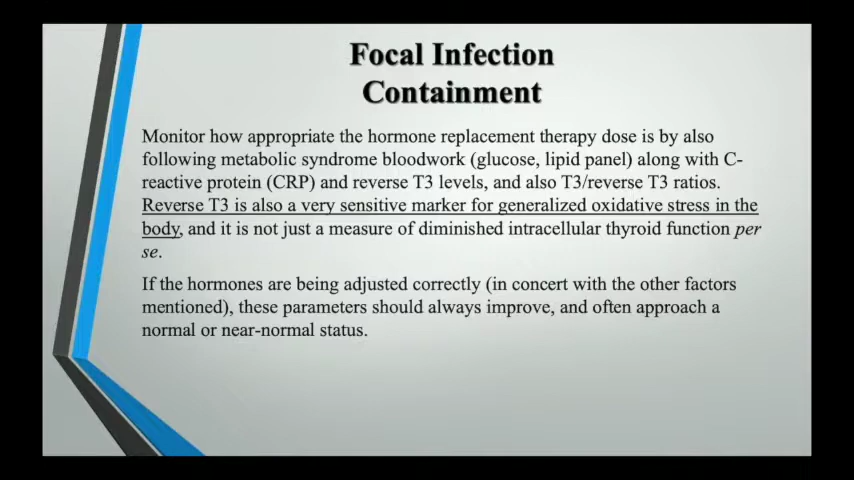 Focal Infection
Containment
Monitor how appropriate the hormone replacement therapy dose is by also
following metabolic syndrome bloodwork (glucose, lipid panel) along with C-
reactive protein (CRP) and reverse T3 levels, and also T3/reverse T3 ratios.
Reverse T3 is also a very sensitive marker for generalized oxidative stress in the
body, and it is not just a measure of diminished intracellular thyroid function per
se.
If the hormones are being adjusted correctly (in concert with the other factors
mentioned), these parameters should always improve, and often approach a
normal or near-normal status.